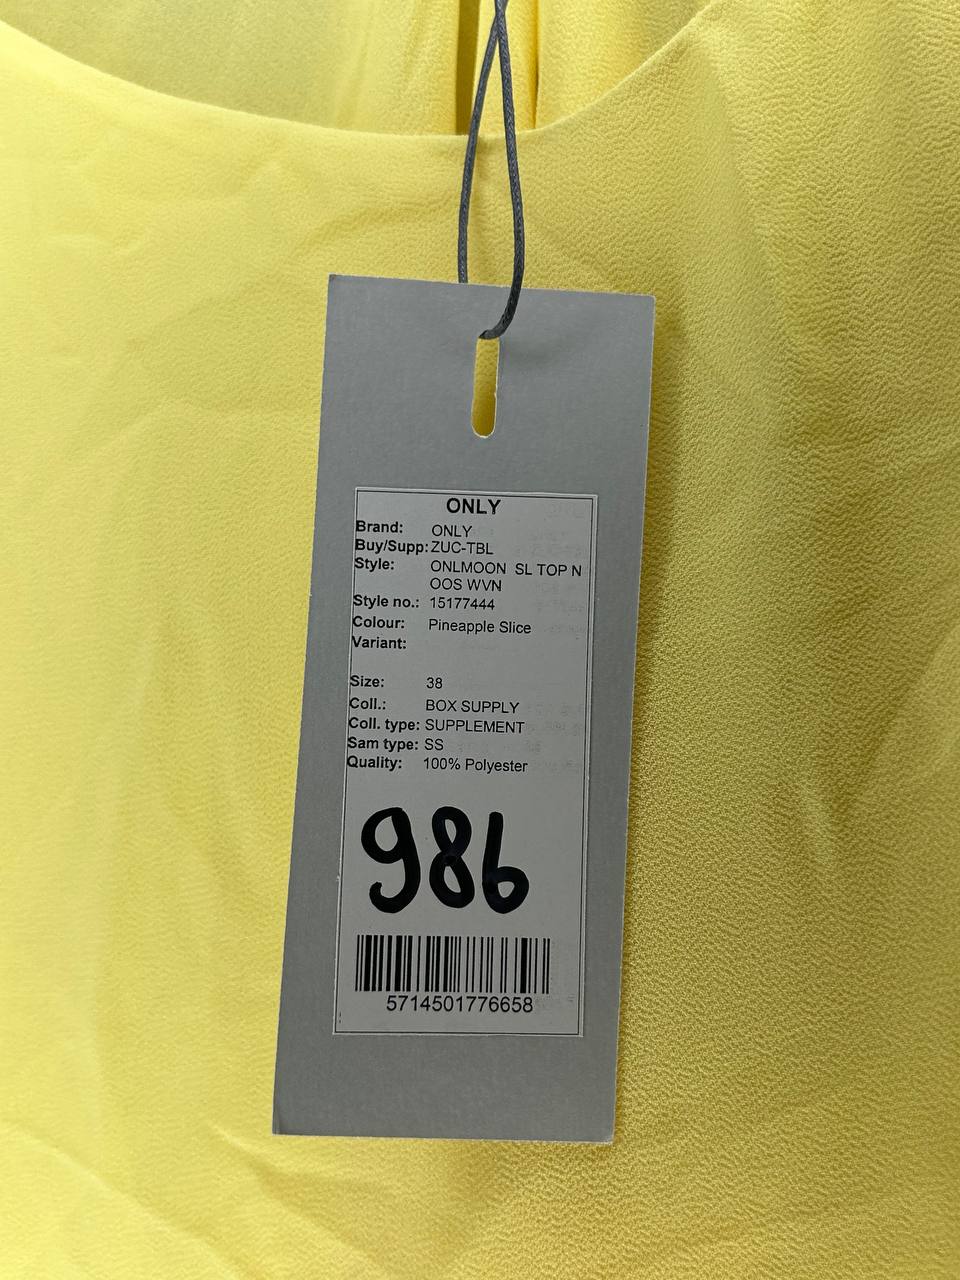 ONLY
Brand: ONLY
Buy/Supp: ZUC-TBL
Style: ONLMOON SL TOP N
OOS WVN
Style no.: 15177444
Colour: Pineapple Slice
Variant:
Size: 38
Coll.: BOX SUPPLY
Coll. type: SUPPLEMENT
Sam type: SS
Quality: 100% Polyester
986
5714501776658